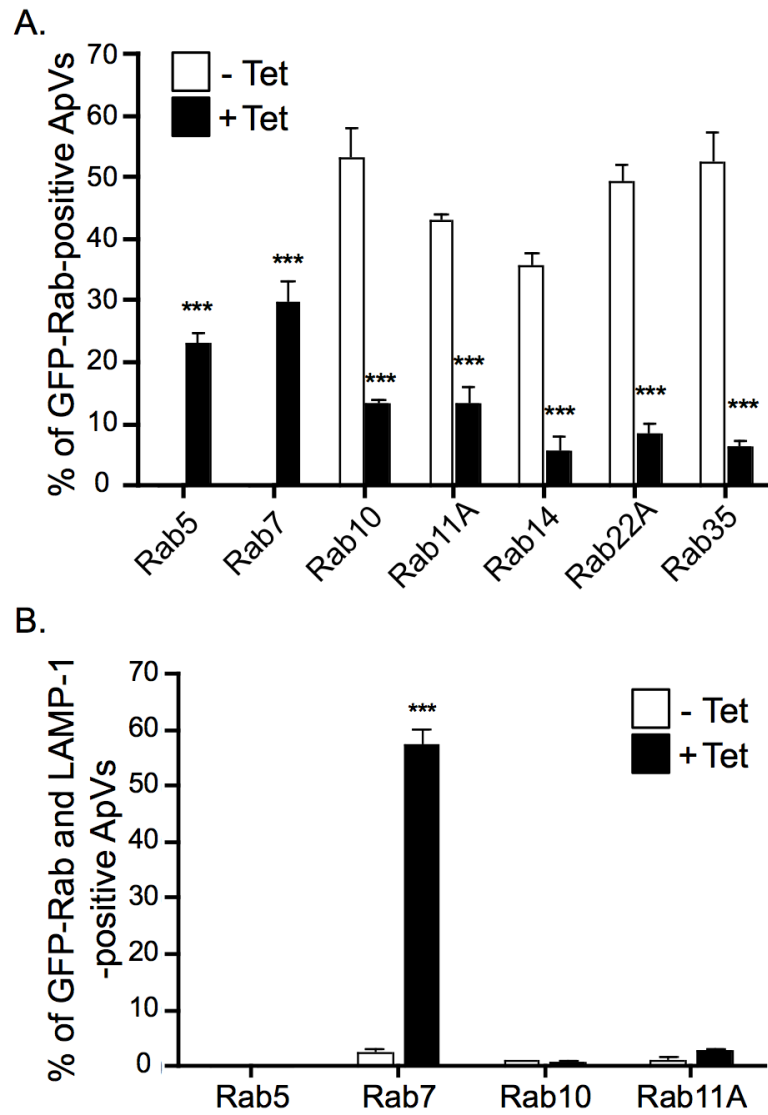 A.
% of GFP-Rab-positive ApVs
70
60
50
40
30
20
10
0
- Tet
+ Tet
***
***
***
***
***
***
***
Rab5
Rab7
Rab10
Rab11A
Rab14
Rab22A
Rab35
B.
% of GFP-Rab and LAMP-1
-positive ApVs
70
60
50
40
30
20
10
0
- Tet
+ Tet
***
Rab5
Rab7
Rab10
Rab11A